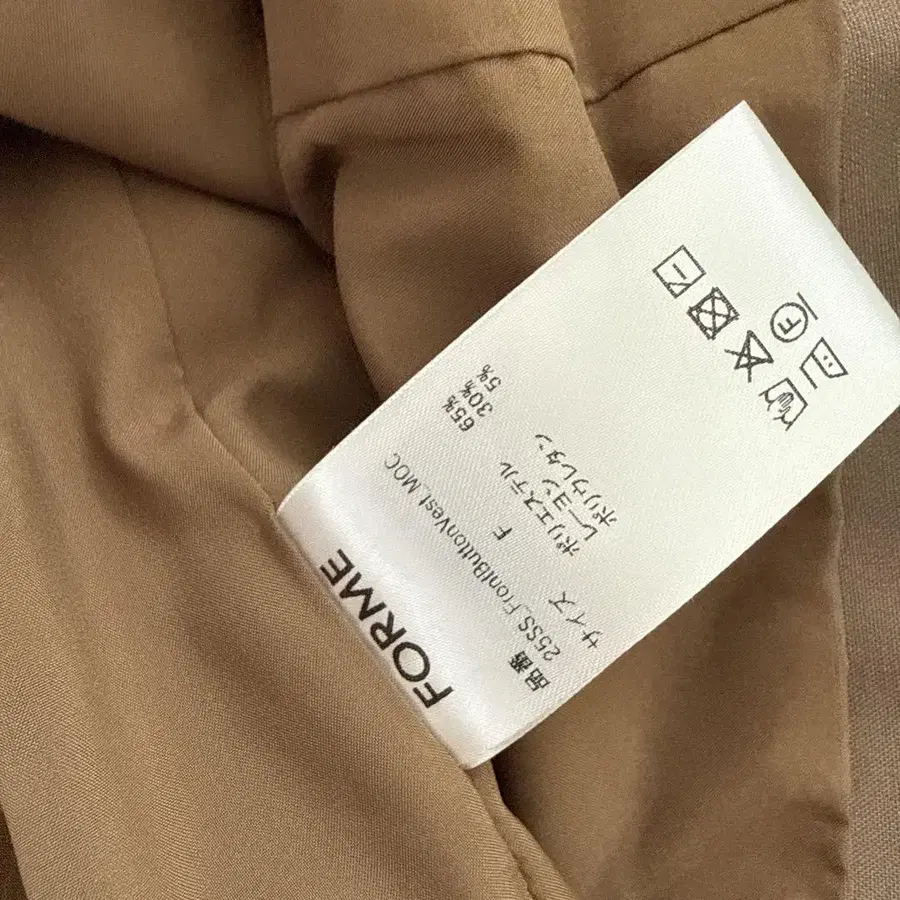 FORME
品番
25SS_FrontButtonVest_MOC
サイズ F
ポリエステル 65%
レーヨン 30%
ポリウレタン 5%
F